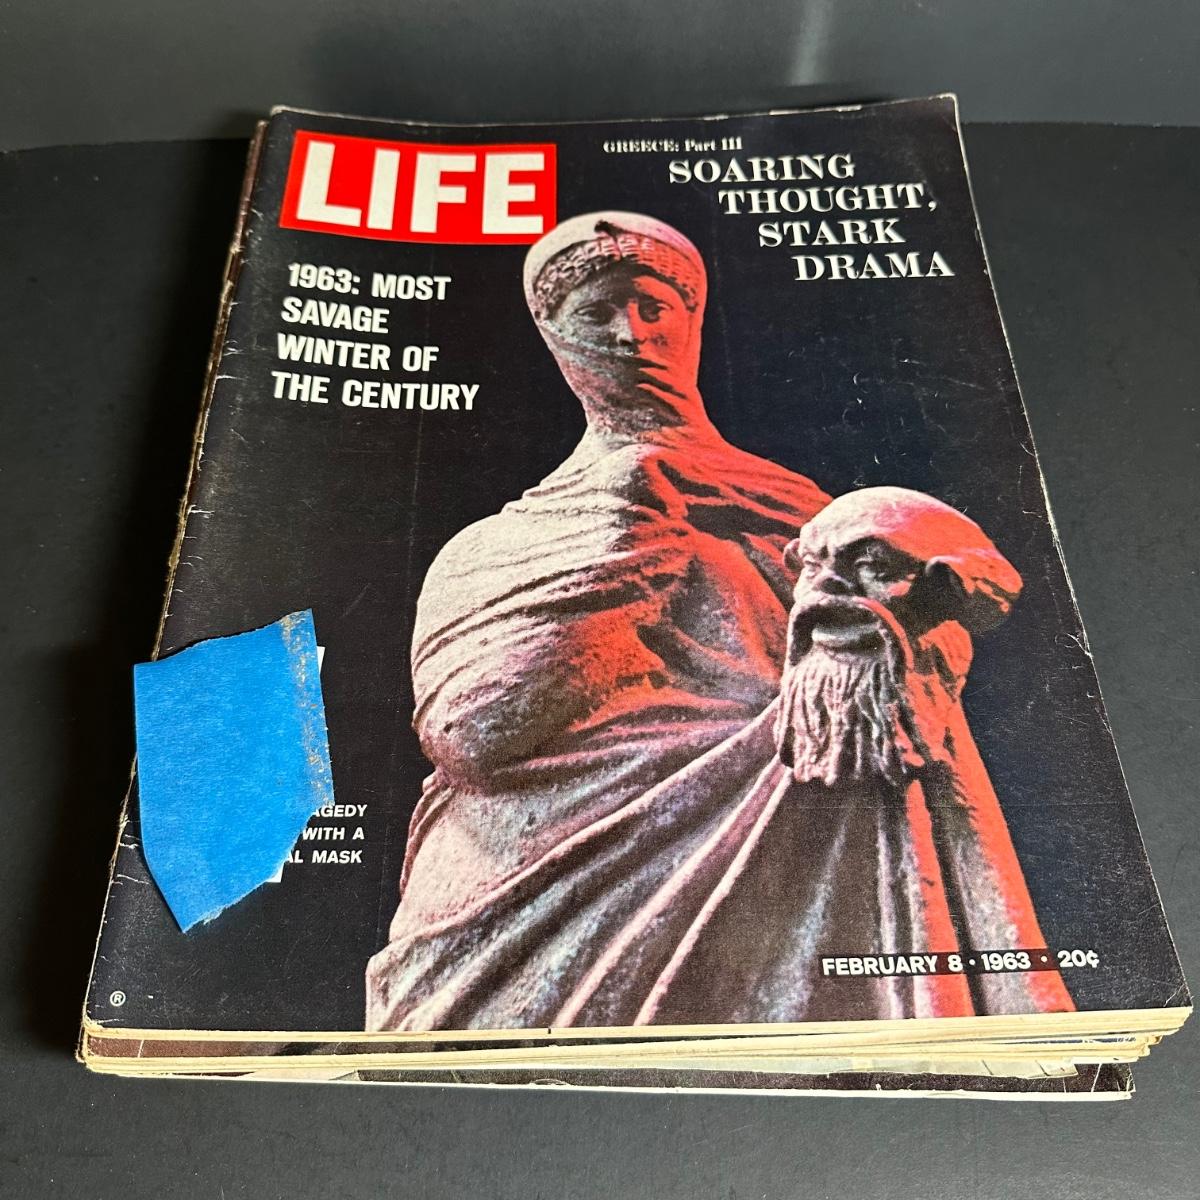 LIFE
GREECE: Part III
SOARING
THOUGHT,
STARK
DRAMA
1963: MOST
SAVAGE
WINTER OF
THE CENTURY
AGEDY
WITH A
AL MASK
FEBRUARY 8 · 1963 · 20¢
®